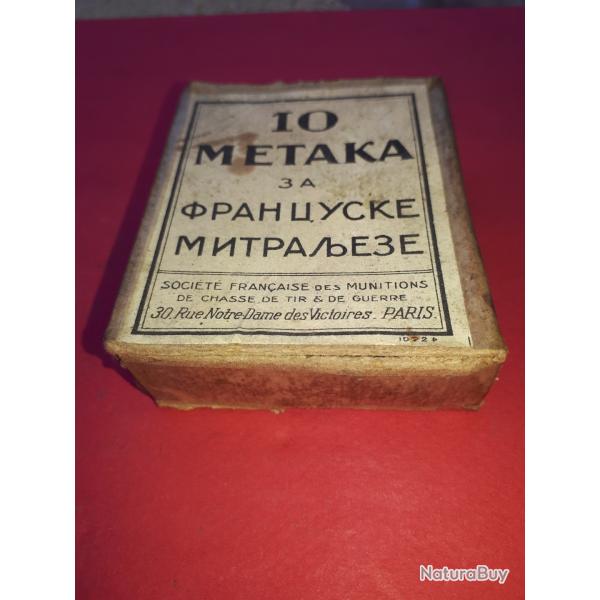 10
МЕТАКА
ЗА
ФРАНЦУСКЕ
МИТРАЉЕЗЕ
SOCIÉTÉ FRANÇAISE DES MUNITIONS
DE CHASSE DE TIR & DE GUERRE
30, Rue Notre-Dame des Victoires. PARIS.
NaturaBuy